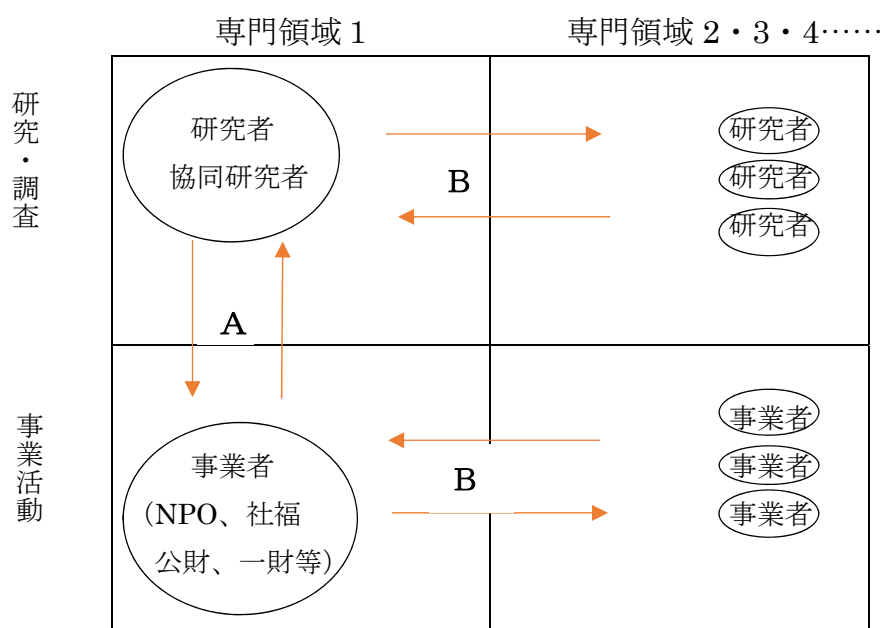 専門領域 1
専門領域 2・3・4……
研究・調査
研究者
協同研究者
B
研究者
研究者
研究者
A
事業活動
事業者
(NPO、社福
公財、一財等)
B
事業者
事業者
事業者